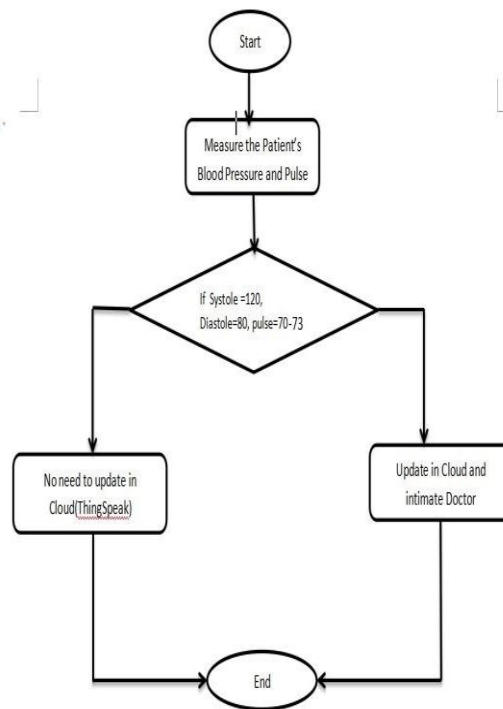 Start
Measure the Patient's
Blood Pressure and Pulse
If Systole =120,
Diastole=80, pulse=70-73
No need to update in
Cloud(ThingSpeak)
Update in Cloud and
intimate Doctor
End